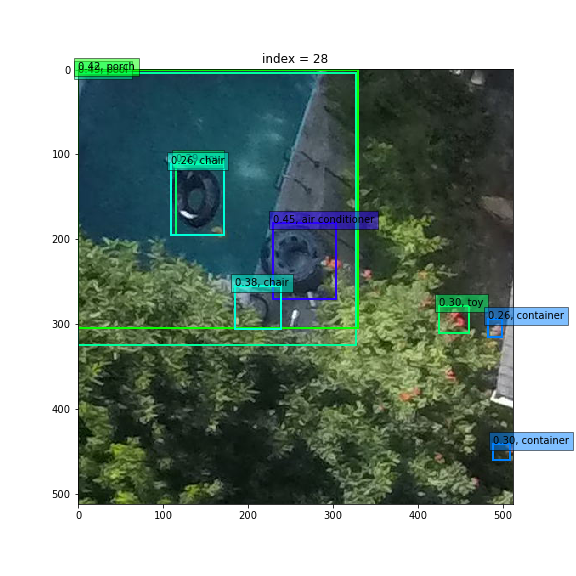 index = 28
0.42, porch
0.26, chair
0.45, air conditioner
0.38, chair
0.30, toy
0.26, container
0.30, container
0
100
200
300
400
500
0
100
200
300
400
500